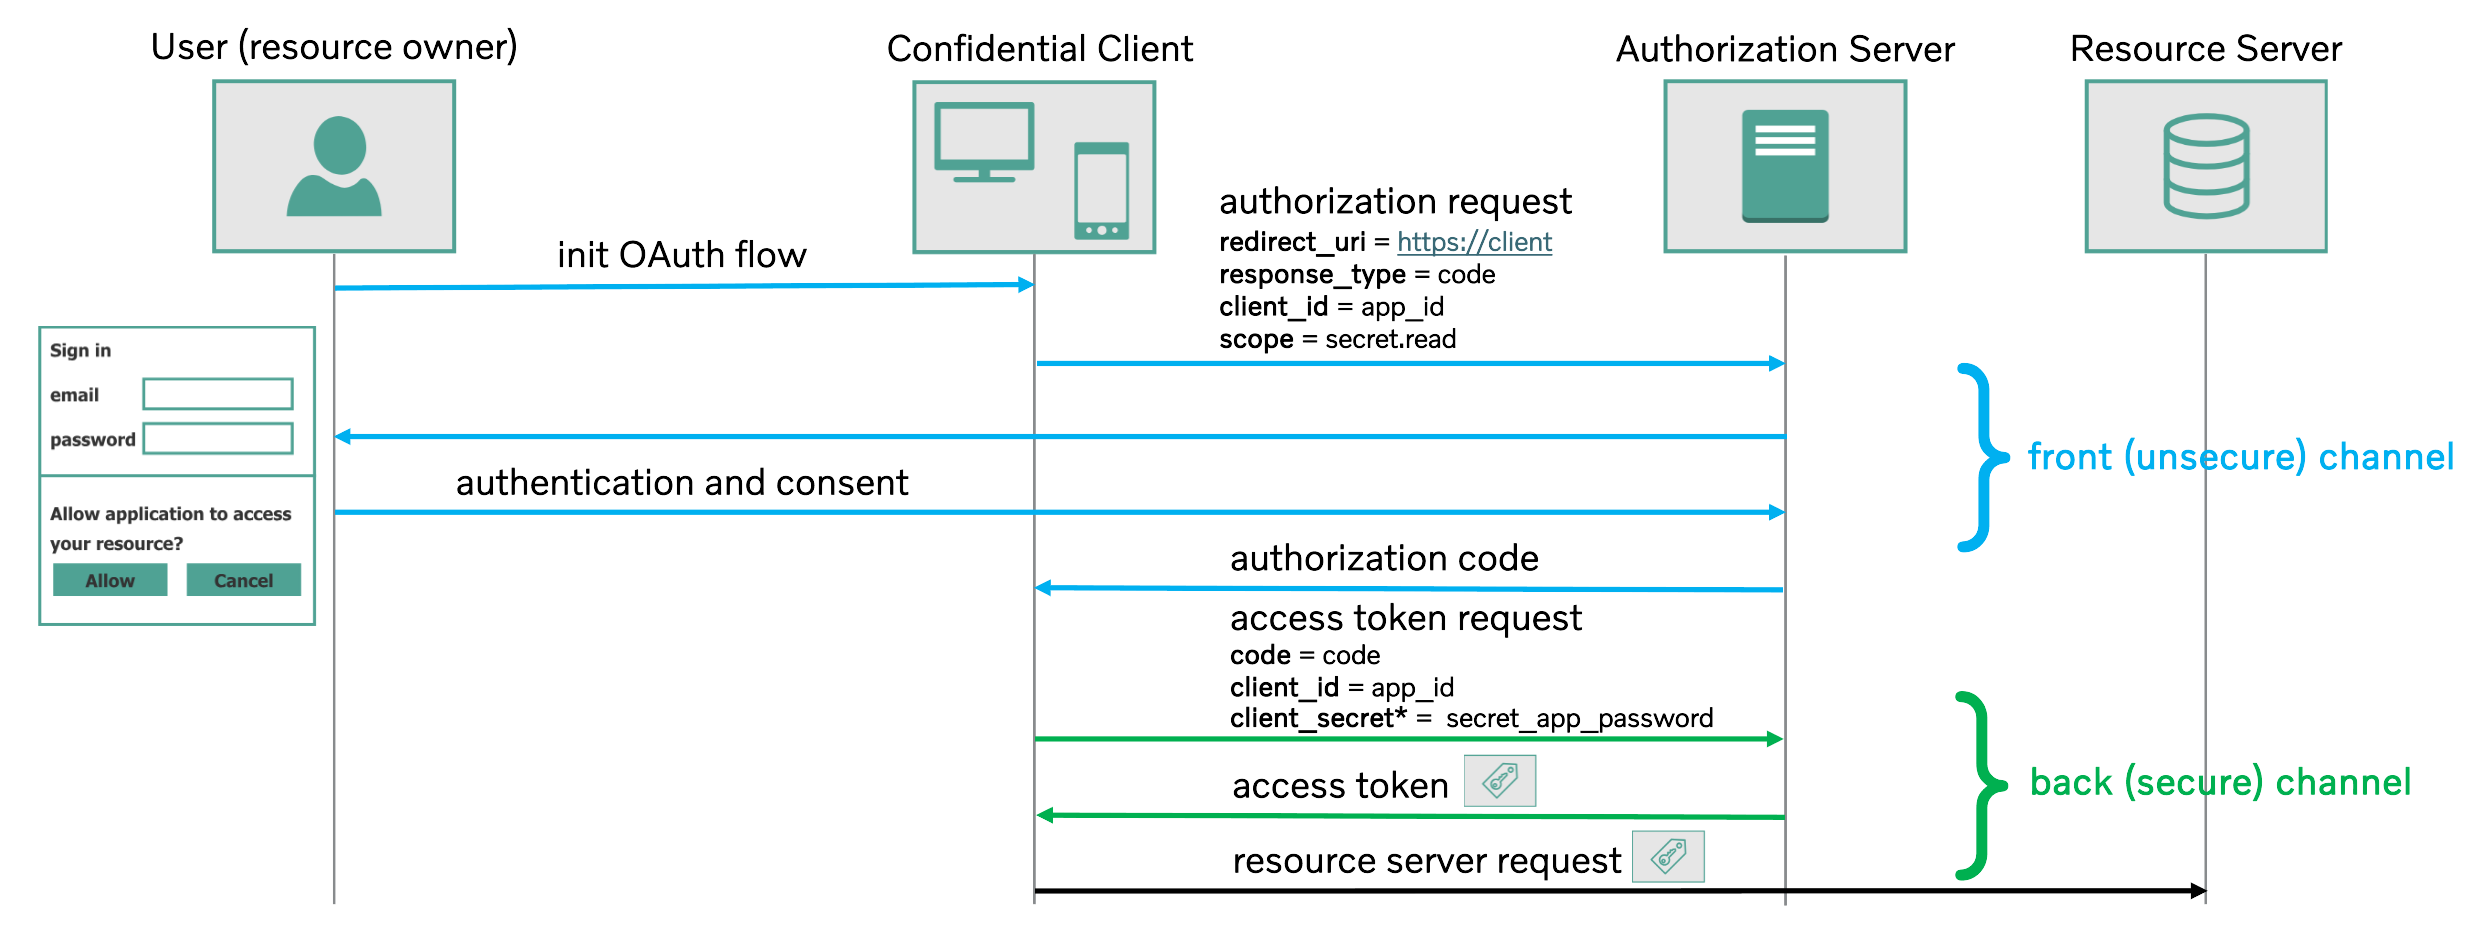 User (resource owner)
Confidential Client
Authorization Server
Resource Server
init OAuth flow
authorization request
redirect_uri = https://client
response_type = code
client_id = app_id
scope = secret.read
Sign in
email
password
Allow application to access
your resource?
Allow
Cancel
authentication and consent
front (unsecure) channel
authorization code
access token request
code = code
client_id = app_id
client_secret* = secret_app_password
access token
back (secure) channel
resource server request